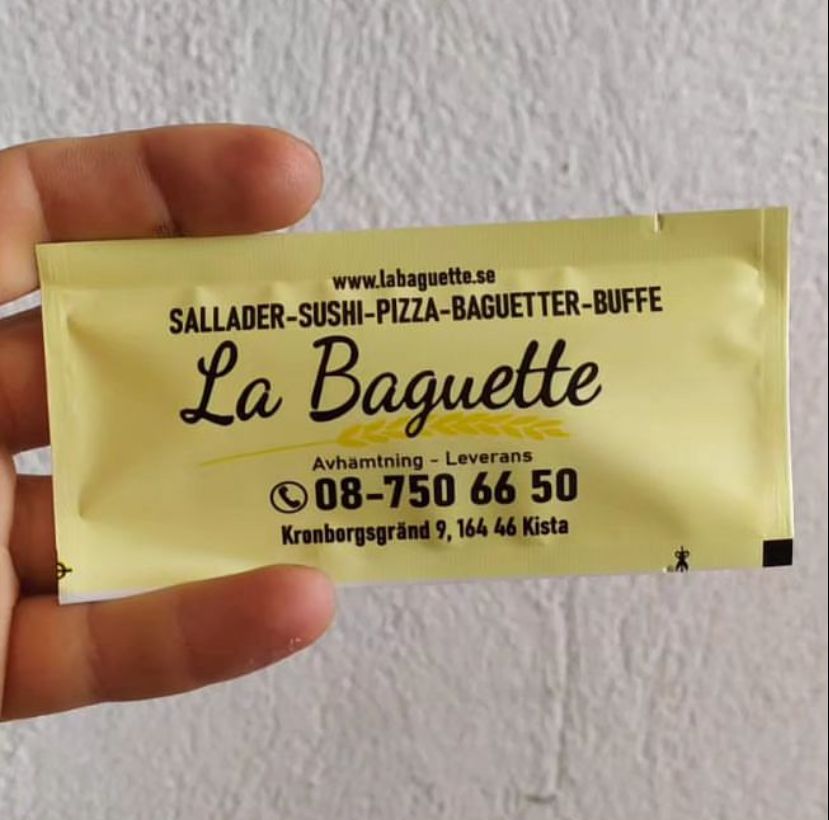 www.labaguette.se
SALLADER-SUSHI-PIZZA-BAGUETTER-BUFFE
La Baguette
Avhämtning - Leverans
08-750 66 50
Kronborgsgränd 9, 164 46 Kista